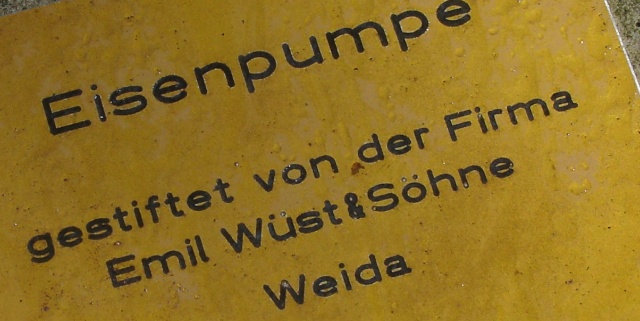 Eisenpumpe
gestiftet von der Firma
Emil Wüst&Söhne
Weida